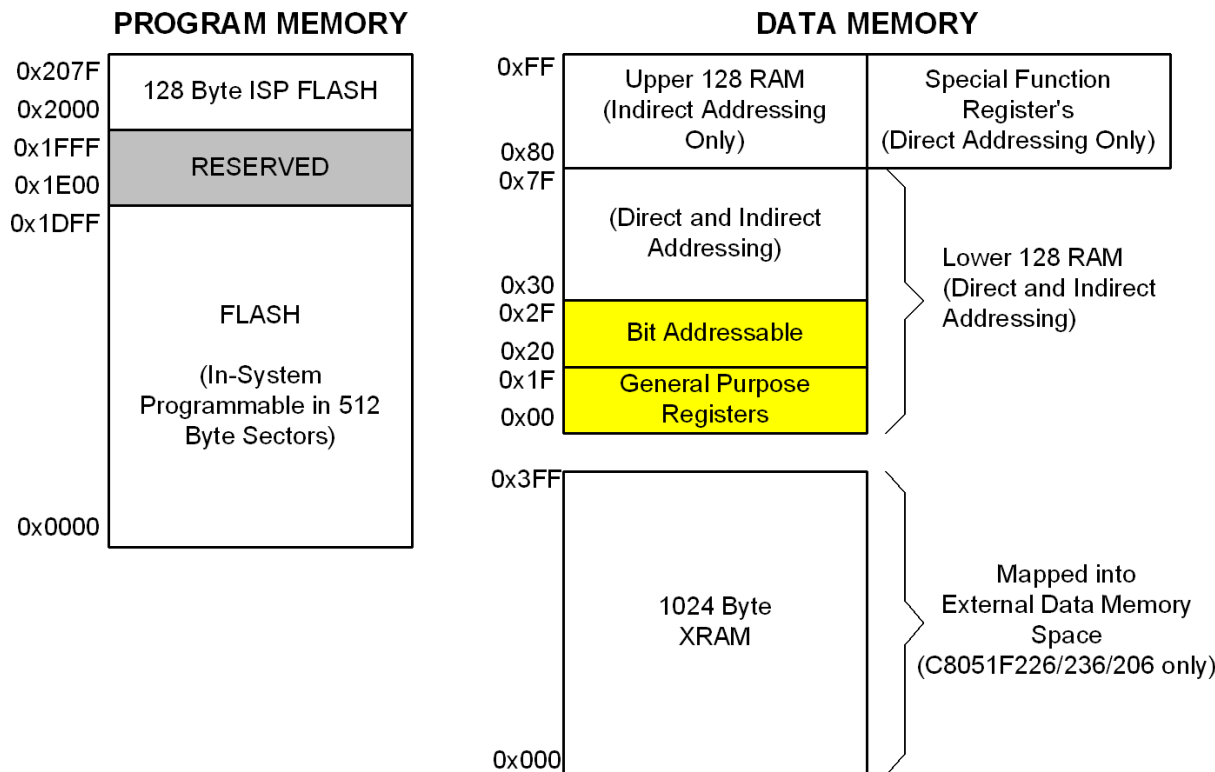 PROGRAM MEMORY
0x207F
0x2000
128 Byte ISP FLASH
0x1FFF
0x1E00
RESERVED
0x1DFF
FLASH
(In-System
Programmable in 512
Byte Sectors)
0x0000
DATA MEMORY
0xFF
Upper 128 RAM
(Indirect Addressing
Only)
0x80
Special Function
Register's
(Direct Addressing Only)
0x7F
(Direct and Indirect
Addressing)
0x30
0x2F
Bit Addressable
0x20
0x1F
General Purpose
Registers
0x00
Lower 128 RAM
(Direct and Indirect
Addressing)
0x3FF
1024 Byte
XRAM
0x000
Mapped into
External Data Memory
Space
(C8051F226/236/206 only)